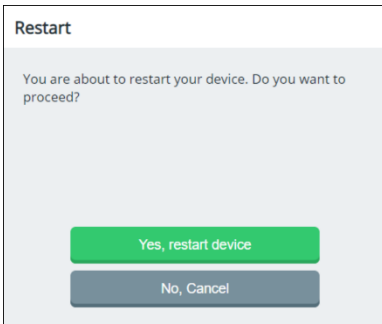 Restart
You are about to restart your device. Do you want to
proceed?
Yes, restart device
No, Cancel